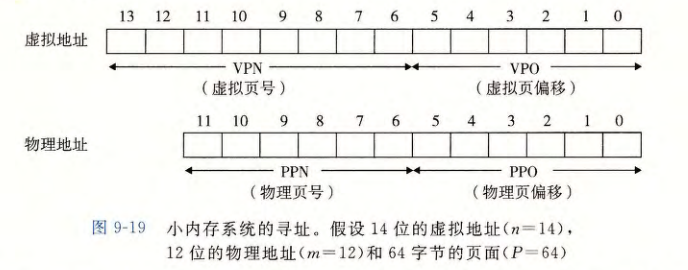 13 12 11 10 9 8 7 6 5 4 3 2 1 0
虚拟地址
VPN VPO
(虚拟页号) (虚拟页偏移)
11 10 9 8 7 6 5 4 3 2 1 0
物理地址
PPN PPO
(物理页号) (物理页偏移)
图 9-19 小内存系统的寻址。假设 14 位的虚拟地址(n=14),
12 位的物理地址(m=12)和 64 字节的页面(P=64)